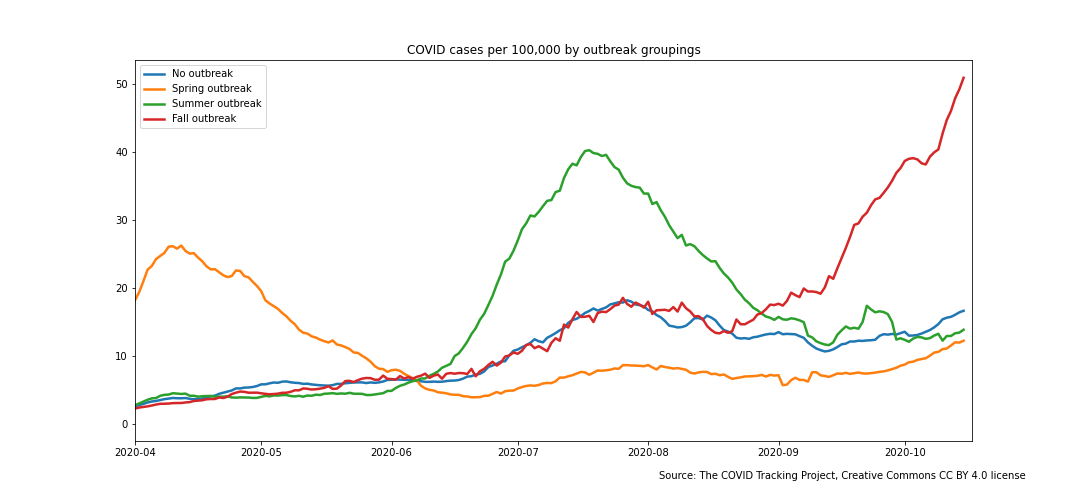 COVID cases per 100,000 by outbreak groupings
No outbreak
Spring outbreak
Summer outbreak
Fall outbreak
50
40
30
20
10
0
2020-04 2020-05 2020-06 2020-07 2020-08 2020-09 2020-10
Source: The COVID Tracking Project, Creative Commons CC BY 4.0 license